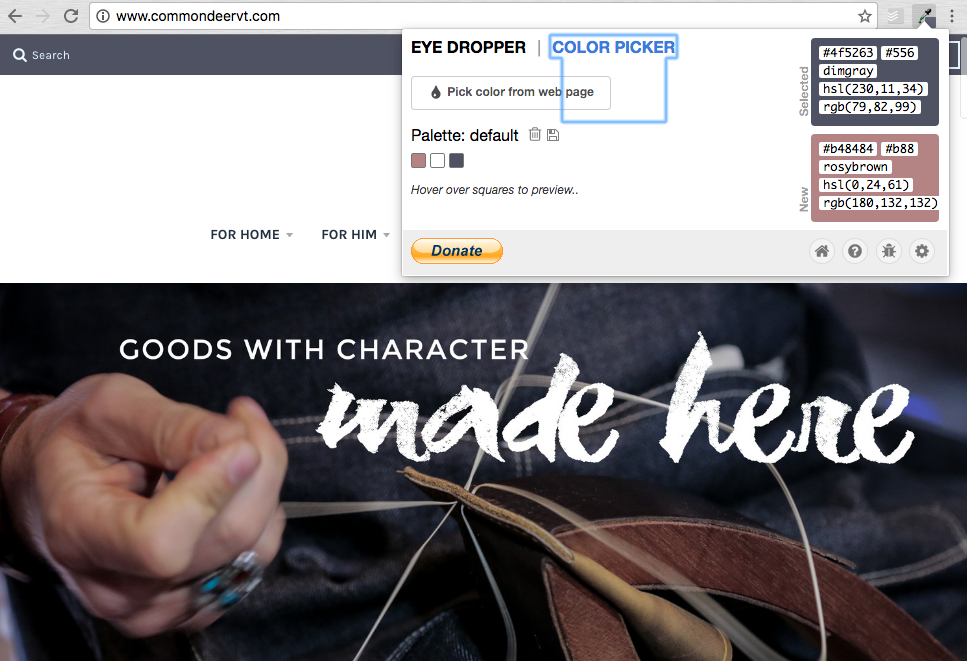 www.commondeervt.com
Search
EYE DROPPER | COLOR PICKER
Pick color from web page
Palette: default
Hover over squares to preview..
Selected
#4f5263 #556
dimgray
hsl(230,11,34)
rgb(79,82,99)
New
#b48484 #b88
rosybrown
hsl(0,24,61)
rgb(180,132,132)
Donate
FOR HOME
FOR HIM
GOODS WITH CHARACTER
made here